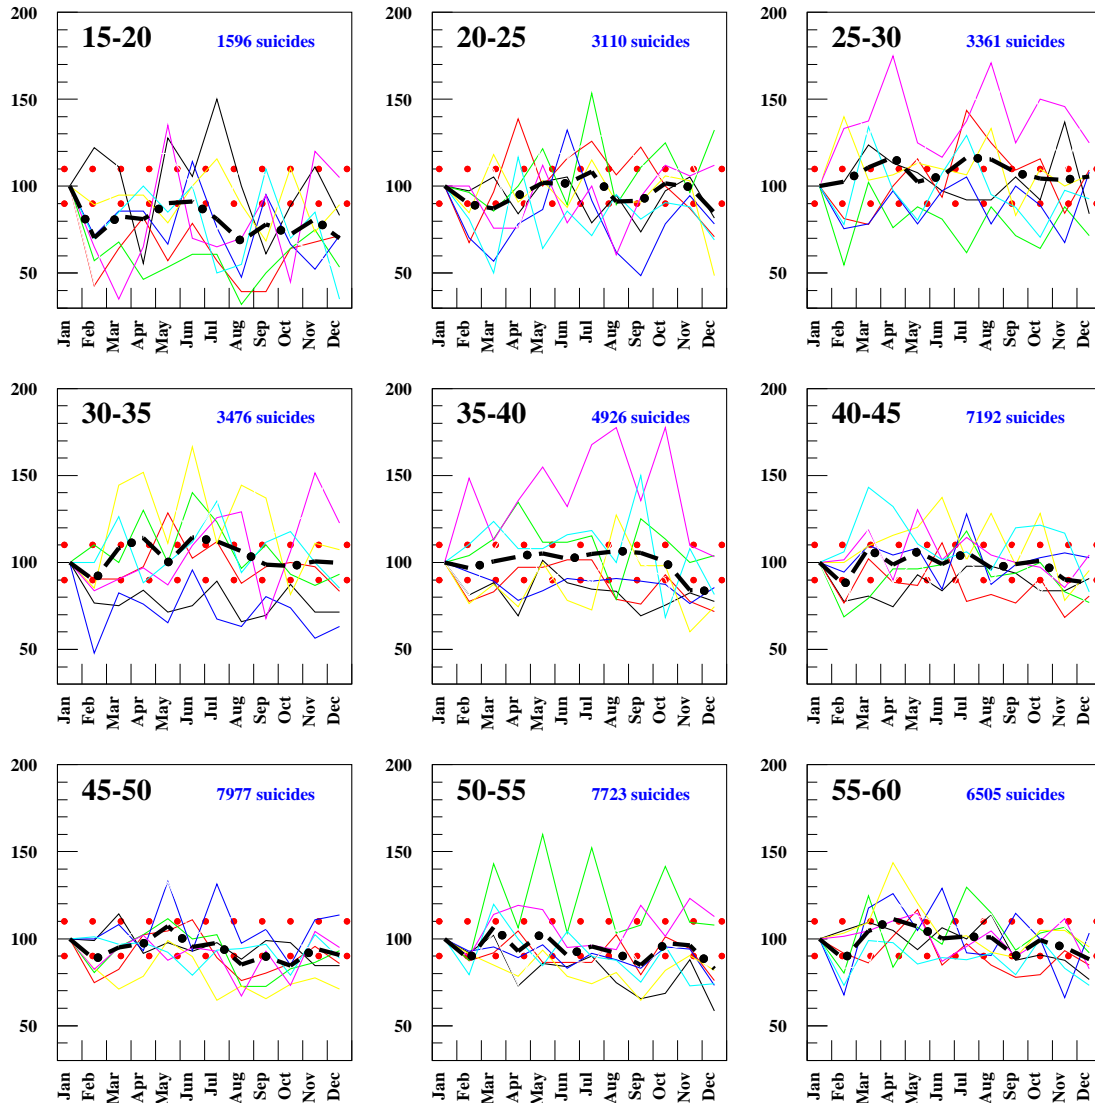 200
150
100
50
15-20 1596 suicides
Jan Feb Mar Apr May Jun Jul Aug Sep Oct Nov Dec
200
150
100
50
20-25 3110 suicides
Jan Feb Mar Apr May Jun Jul Aug Sep Oct Nov Dec
200
150
100
50
25-30 3361 suicides
Jan Feb Mar Apr May Jun Jul Aug Sep Oct Nov Dec
200
150
100
50
30-35 3476 suicides
Jan Feb Mar Apr May Jun Jul Aug Sep Oct Nov Dec
200
150
100
50
35-40 4926 suicides
Jan Feb Mar Apr May Jun Jul Aug Sep Oct Nov Dec
200
150
100
50
40-45 7192 suicides
Jan Feb Mar Apr May Jun Jul Aug Sep Oct Nov Dec
200
150
100
50
45-50 7977 suicides
Jan Feb Mar Apr May Jun Jul Aug Sep Oct Nov Dec
200
150
100
50
50-55 7723 suicides
Jan Feb Mar Apr May Jun Jul Aug Sep Oct Nov Dec
200
150
100
50
55-60 6505 suicides
Jan Feb Mar Apr May Jun Jul Aug Sep Oct Nov Dec